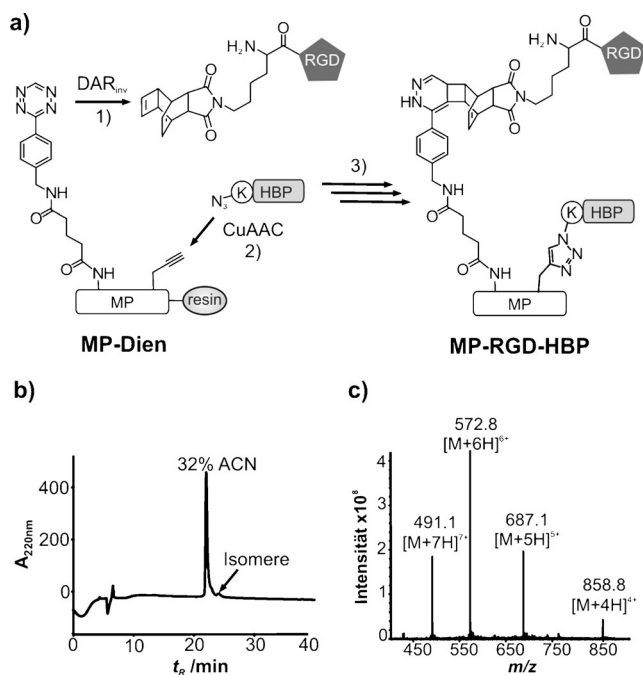 a)
H₂N
O
RGD
DAR_inv
1)
N
N
N
N
O
N
O
NH
O
O
NH
N₃
K
HBP
CuAAC
2)
MP
resin
MP-Dien
3)
H₂N
O
RGD
N
HN
O
N
O
NH
O
O
NH
K
HBP
N
N
N
MP
MP-RGD-HBP
b)
32% ACN
Isomere
A220nm
400
200
0
0 10 20 30 40
t_R /min
c)
572.8
[M+6H]⁶⁺
491.1
[M+7H]⁷⁺
687.1
[M+5H]⁵⁺
858.8
[M+4H]⁴⁺
Intensität x10⁸
4
3
2
1
0
450 550 650 750 850
m/z